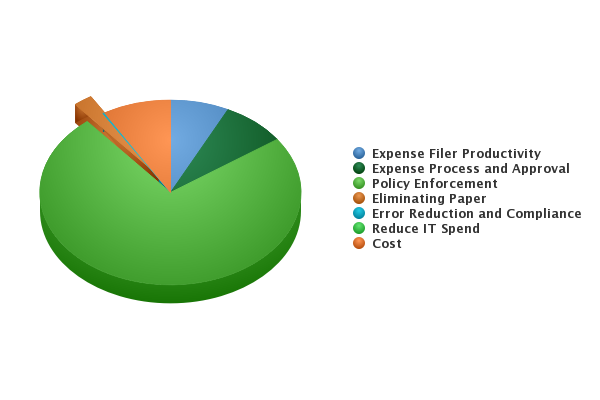 Expense Filer Productivity
Expense Process and Approval
Policy Enforcement
Eliminating Paper
Error Reduction and Compliance
Reduce IT Spend
Cost